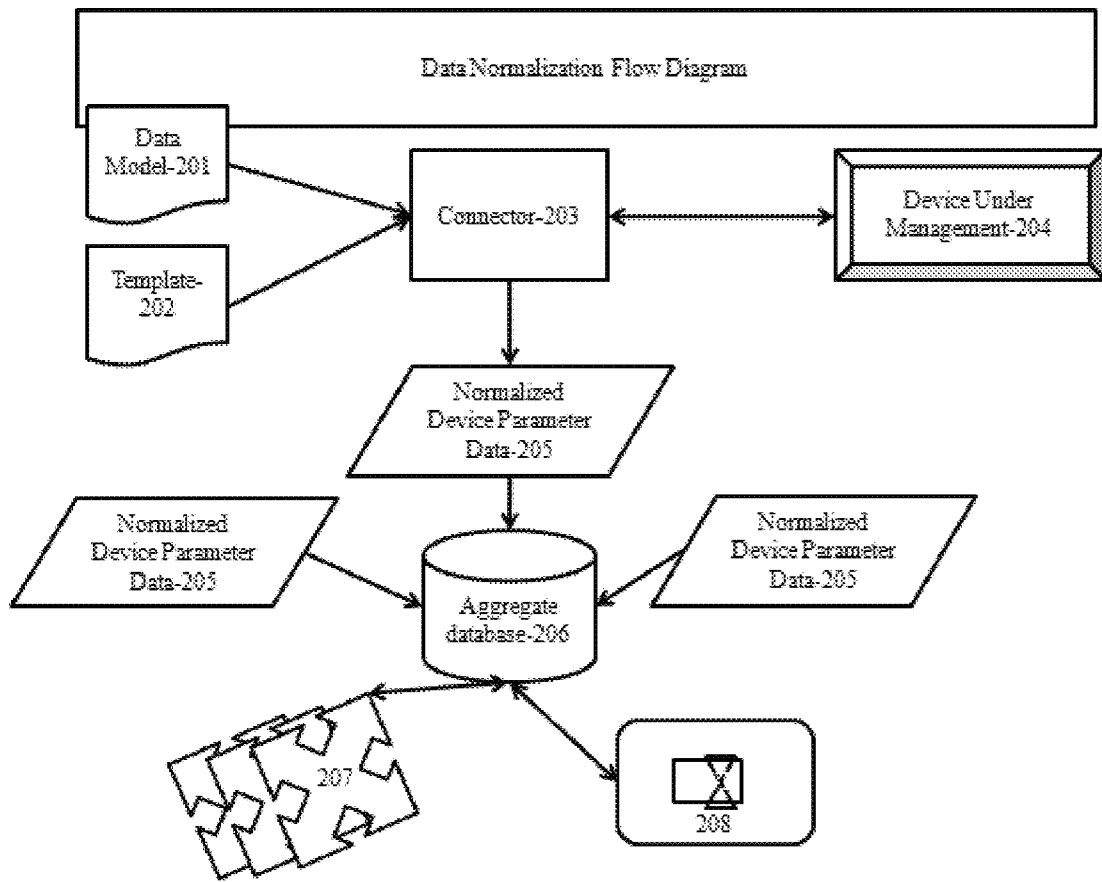 Data Normalization Flow Diagram
Data
Model-201
Connector-203
Device Under
Management-204
Template-
202
Normalized
Device Parameter
Data-205
Normalized
Device Parameter
Data-205
Normalized
Device Parameter
Data-205
Aggregate
database-206
207
208